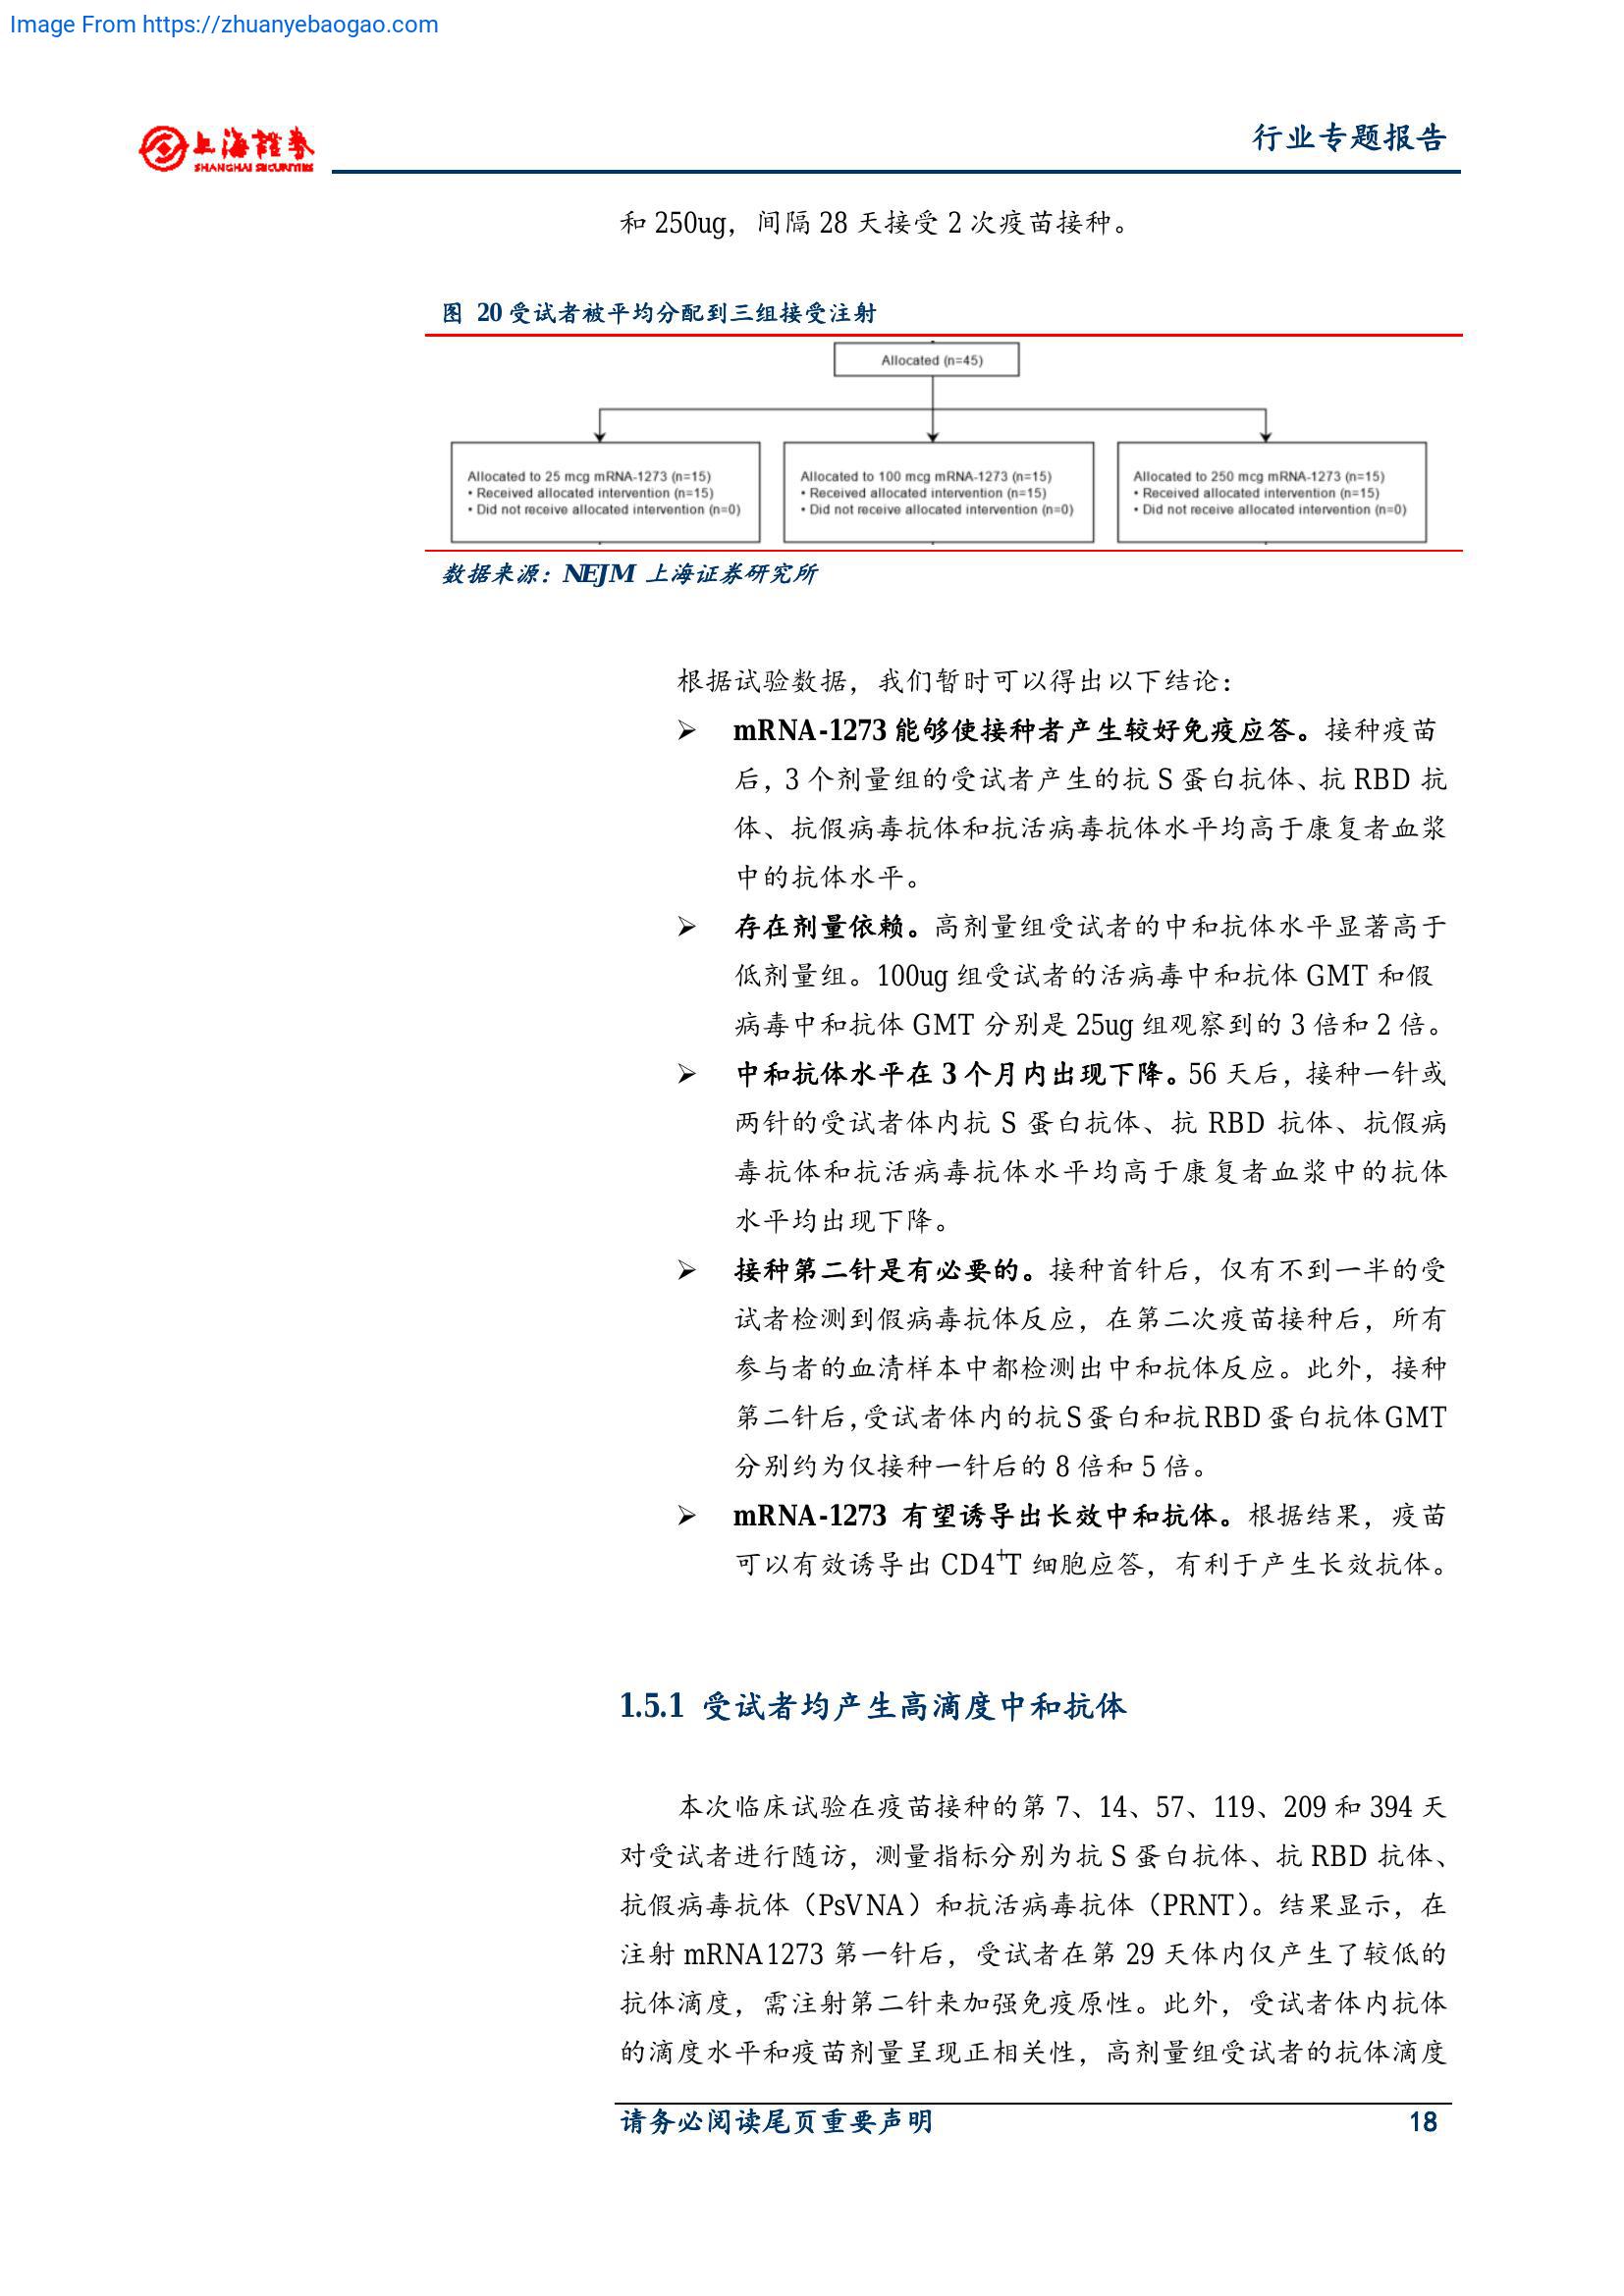 Image From https://zhuanyebaogao.com
上海證券
SHANGHAI SECURITIES
行业专题报告
和 250ug，间隔 28 天接受 2 次疫苗接种。
图 20 受试者被平均分配到三组接受注射
Allocated (n=45)
Allocated to 25 mcg mRNA-1273 (n=15)
• Received allocated intervention (n=15)
• Did not receive allocated intervention (n=0)
Allocated to 100 mcg mRNA-1273 (n=15)
• Received allocated intervention (n=15)
• Did not receive allocated intervention (n=0)
Allocated to 250 mcg mRNA-1273 (n=15)
• Received allocated intervention (n=15)
• Did not receive allocated intervention (n=0)
数据来源：NEJM 上海证券研究所
根据试验数据，我们暂时可以得出以下结论：
➢ mRNA-1273 能够使接种者产生较好免疫应答。接种疫苗
后，3 个剂量组的受试者产生的抗 S 蛋白抗体、抗 RBD 抗
体、抗假病毒抗体和抗活病毒抗体水平均高于康复者血浆
中的抗体水平。
➢ 存在剂量依赖。高剂量组受试者的中和抗体水平显著高于
低剂量组。100ug 组受试者的活病毒中和抗体 GMT 和假
病毒中和抗体 GMT 分别是 25ug 组观察到的 3 倍和 2 倍。
➢ 中和抗体水平在 3 个月内出现下降。56 天后，接种一针或
两针的受试者体内抗 S 蛋白抗体、抗 RBD 抗体、抗假病
毒抗体和抗活病毒抗体水平均高于康复者血浆中的抗体
水平均出现下降。
➢ 接种第二针是有必要的。接种首针后，仅有不到一半的受
试者检测到假病毒抗体反应，在第二次疫苗接种后，所有
参与者的血清样本中都检测出中和抗体反应。此外，接种
第二针后，受试者体内的抗 S 蛋白和抗 RBD 蛋白抗体 GMT
分别约为仅接种一针后的 8 倍和 5 倍。
➢ mRNA-1273 有望诱导出长效中和抗体。根据结果，疫苗
可以有效诱导出 CD4⁺T 细胞应答，有利于产生长效抗体。
1.5.1 受试者均产生高滴度中和抗体
本次临床试验在疫苗接种的第 7、14、57、119、209 和 394 天
对受试者进行随访，测量指标分别为抗 S 蛋白抗体、抗 RBD 抗体、
抗假病毒抗体（PsVNA）和抗活病毒抗体（PRNT）。结果显示，在
注射 mRNA1273 第一针后，受试者在第 29 天体内仅产生了较低的
抗体滴度，需注射第二针来加强免疫原性。此外，受试者体内抗体
的滴度水平和疫苗剂量呈现正相关性，高剂量组受试者的抗体滴度
请务必阅读尾页重要声明
18